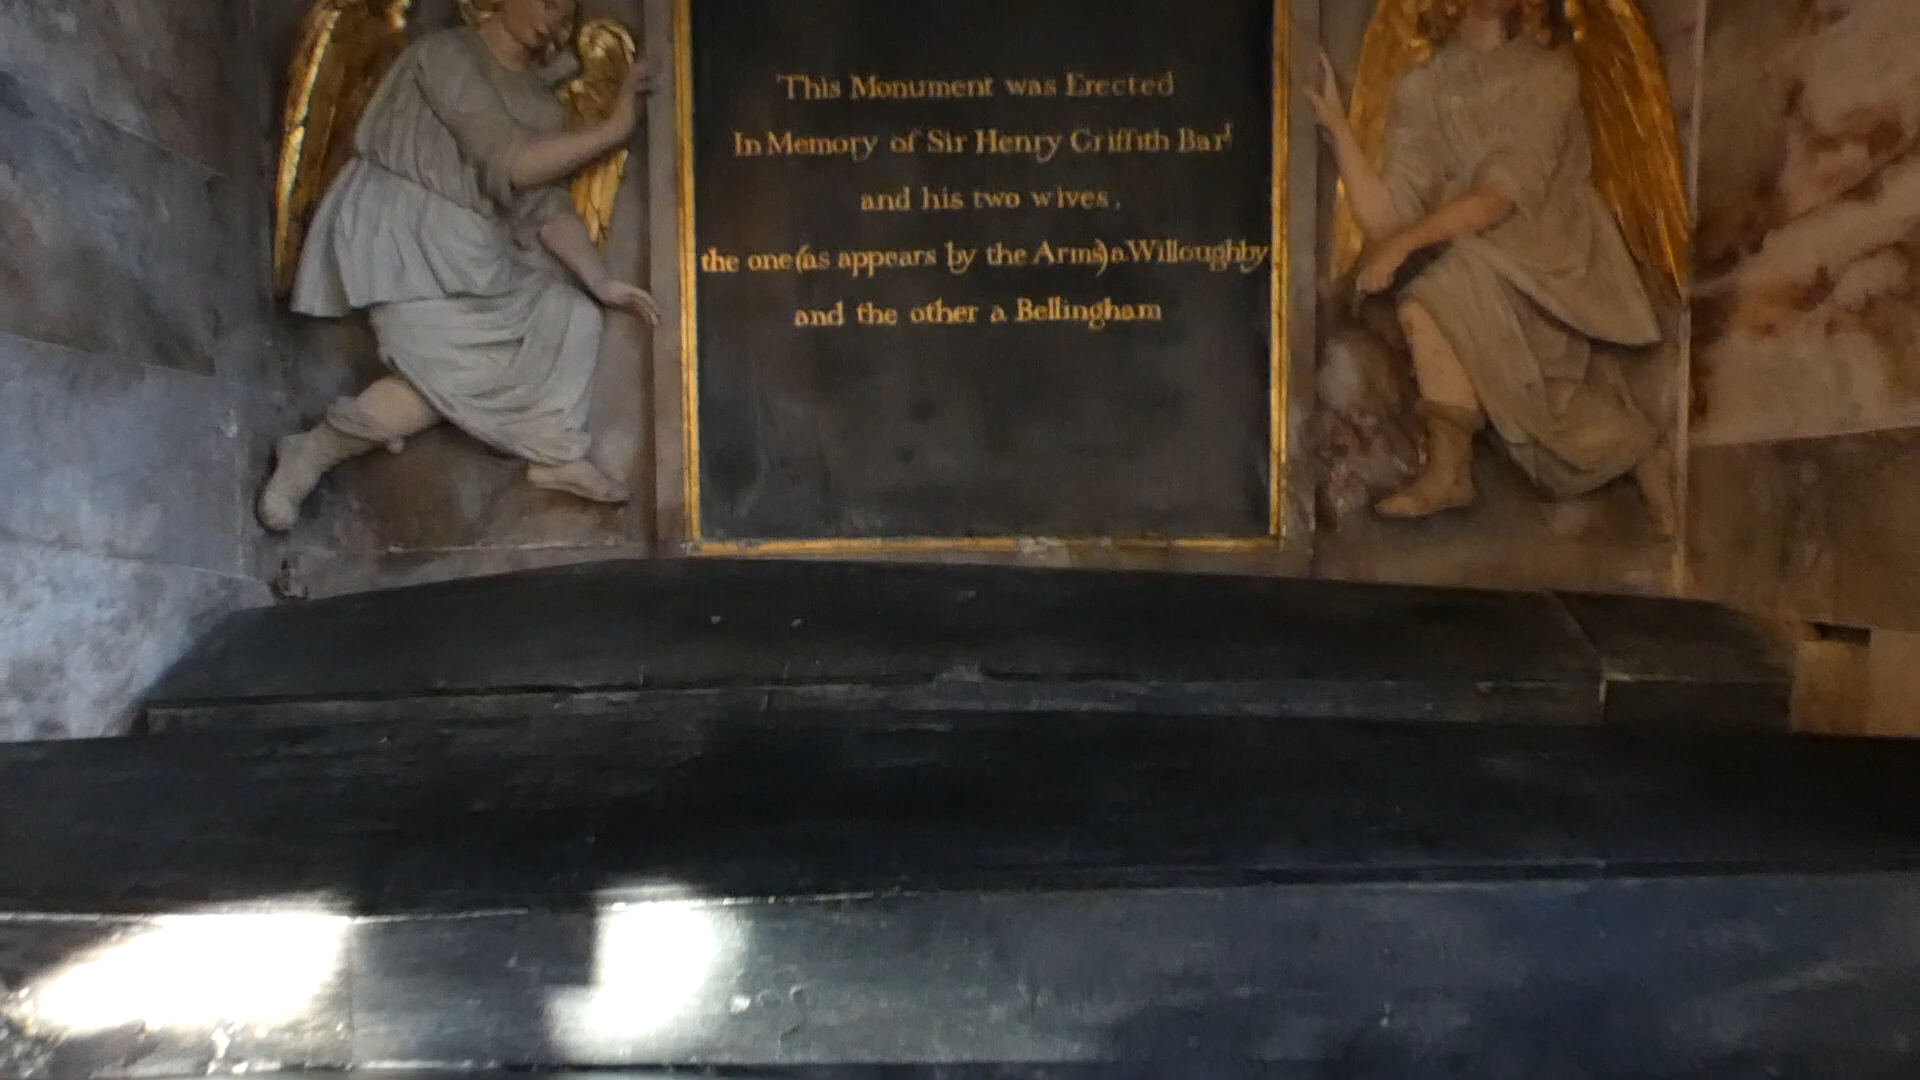 This Monument was Erected
In Memory of Sir Henry Griffith Bar^t
and his two wives,
the one (as appears by the Arms) a Willoughby
and the other a Bellingham